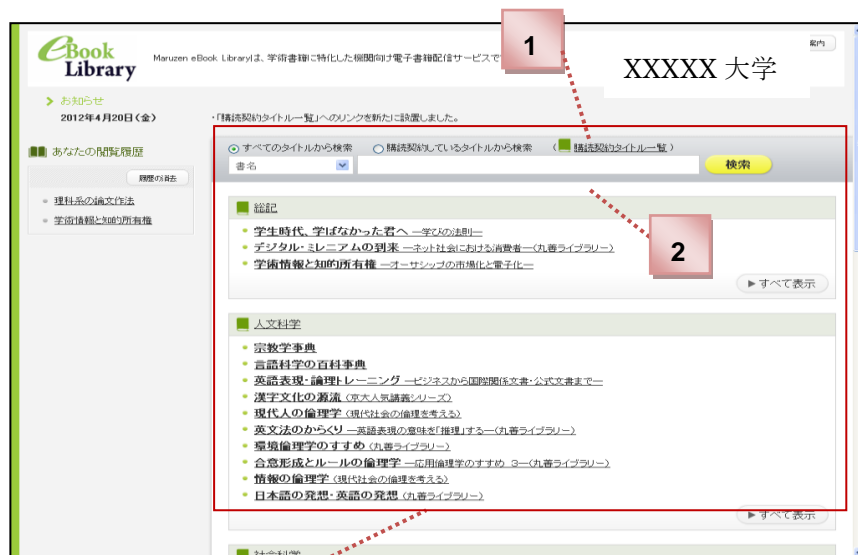 eBook Library
Maruzen eBook Libraryは、学術書籍に特化した機関向け電子書籍配信サービスで
1
案内
XXXXX 大学
お知らせ
2012年4月20日(金)
・「購読契約タイトル一覧」へのリンクを新たに設置しました。
あなたの閲覧履歴
履歴の消去
理科系の論文作法
学術情報と知的所有権
すべてのタイトルから検索 購読契約しているタイトルから検索 (購読契約タイトル一覧)
書名 検索
総記
学生時代、学ばなかった君へ ―学びの法則―
デジタル・ミレニアムの到来 ―ネット社会における消費者―(丸善ライブラリー)
学術情報と知的所有権 ―オーサシップの市場化と電子化―
2
すべて表示
人文科学
宗教学事典
言語科学の百科事典
英語表現・論理トレーニング ―ビジネスから国際関係文書・公式文書まで―
漢字文化の源流 (京大人気講義シリーズ)
現代人の倫理学 (現代社会の倫理を考える)
英文法のからくり ―英語表現の意味を「推理」する―(丸善ライブラリー)
環境倫理学のすすめ (丸善ライブラリー)
合意形成とルールの倫理学 ―応用倫理学のすすめ 3―(丸善ライブラリー)
情報の倫理学 (現代社会の倫理を考える)
日本語の発想・英語の発想 (丸善ライブラリー)
すべて表示
社会科学